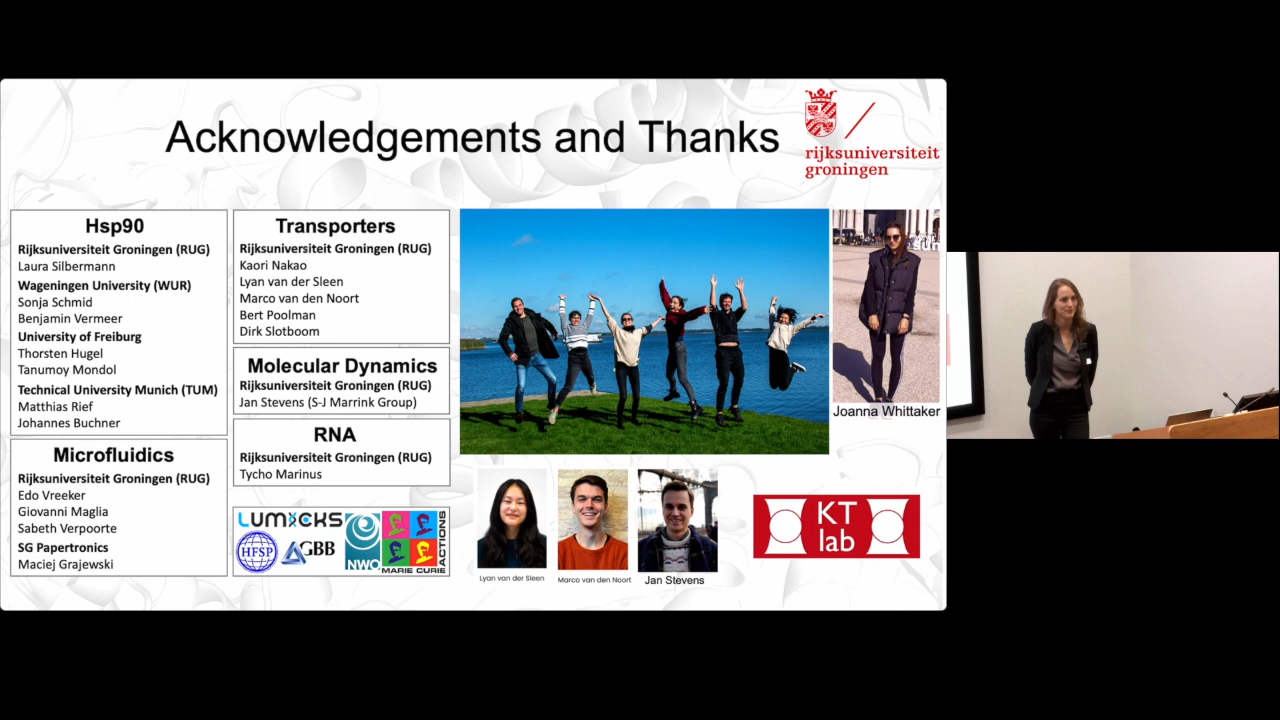 Acknowledgements and Thanks
rijksuniversiteit
groningen
Hsp90
Rijksuniversiteit Groningen (RUG)
Laura Silbermann
Wageningen University (WUR)
Sonja Schmid
Benjamin Vermeer
University of Freiburg
Thorsten Hugel
Tanumoy Mondol
Technical University Munich (TUM)
Matthias Rief
Johannes Buchner
Microfluidics
Rijksuniversiteit Groningen (RUG)
Edo Vreeker
Giovanni Maglia
Sabeth Verpoorte
SG Papertronics
Maciej Grajewski
Transporters
Rijksuniversiteit Groningen (RUG)
Kaori Nakao
Lyan van der Sleen
Marco van den Noort
Bert Poolman
Dirk Slotboom
Molecular Dynamics
Rijksuniversiteit Groningen (RUG)
Jan Stevens (S-J Marrink Group)
RNA
Rijksuniversiteit Groningen (RUG)
Tycho Marinus
LUMICKS
HFSP
GBB
NWO
MARIE CURIE
ACTIONS
Joanna Whittaker
Lyan van der Sleen
Marco van den Noort
Jan Stevens
KT
lab